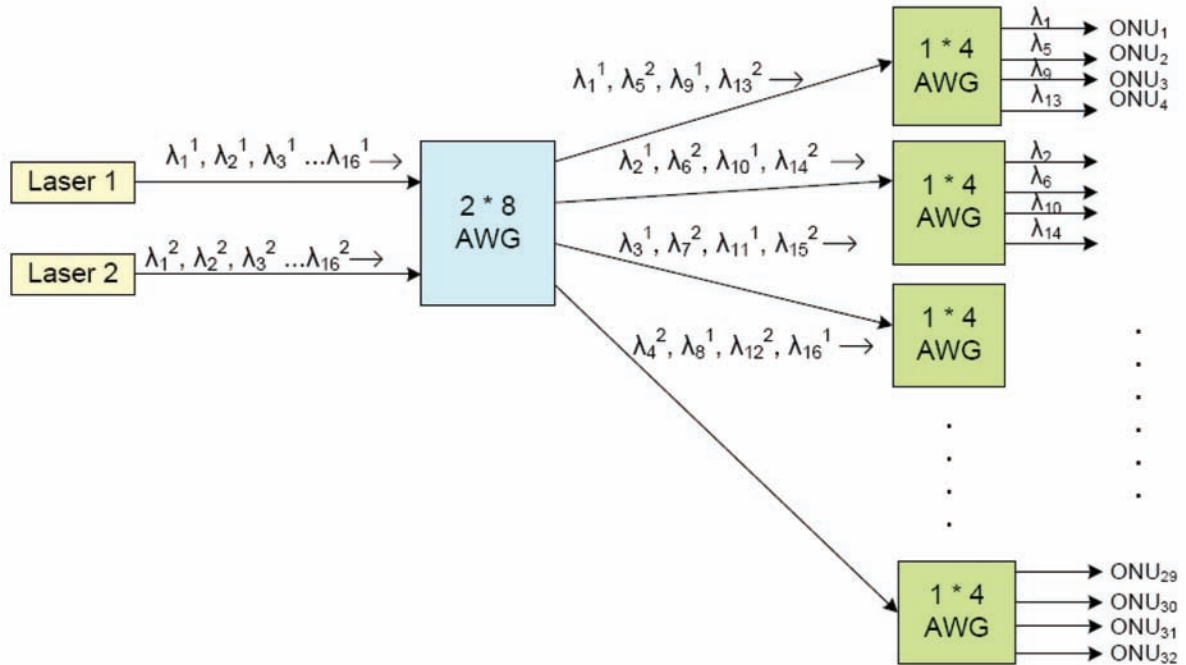 Laser 1
λ₁¹, λ₂¹, λ₃¹ ...λ₁₆¹ →
Laser 2
λ₁², λ₂², λ₃² ...λ₁₆² →
2 * 8
AWG
λ₁¹, λ₅², λ₉¹, λ₁₃² →
λ₂¹, λ₆², λ₁₀¹, λ₁₄² →
λ₃¹, λ₇², λ₁₁¹, λ₁₅² →
λ₄², λ₈¹, λ₁₂², λ₁₆¹ →
1 * 4
AWG
λ₁ ONU₁
λ₅ ONU₂
λ₉ ONU₃
λ₁₃ ONU₄
1 * 4
AWG
λ₂
λ₆
λ₁₀
λ₁₄
1 * 4
AWG
1 * 4
AWG
ONU₂₉
ONU₃₀
ONU₃₁
ONU₃₂